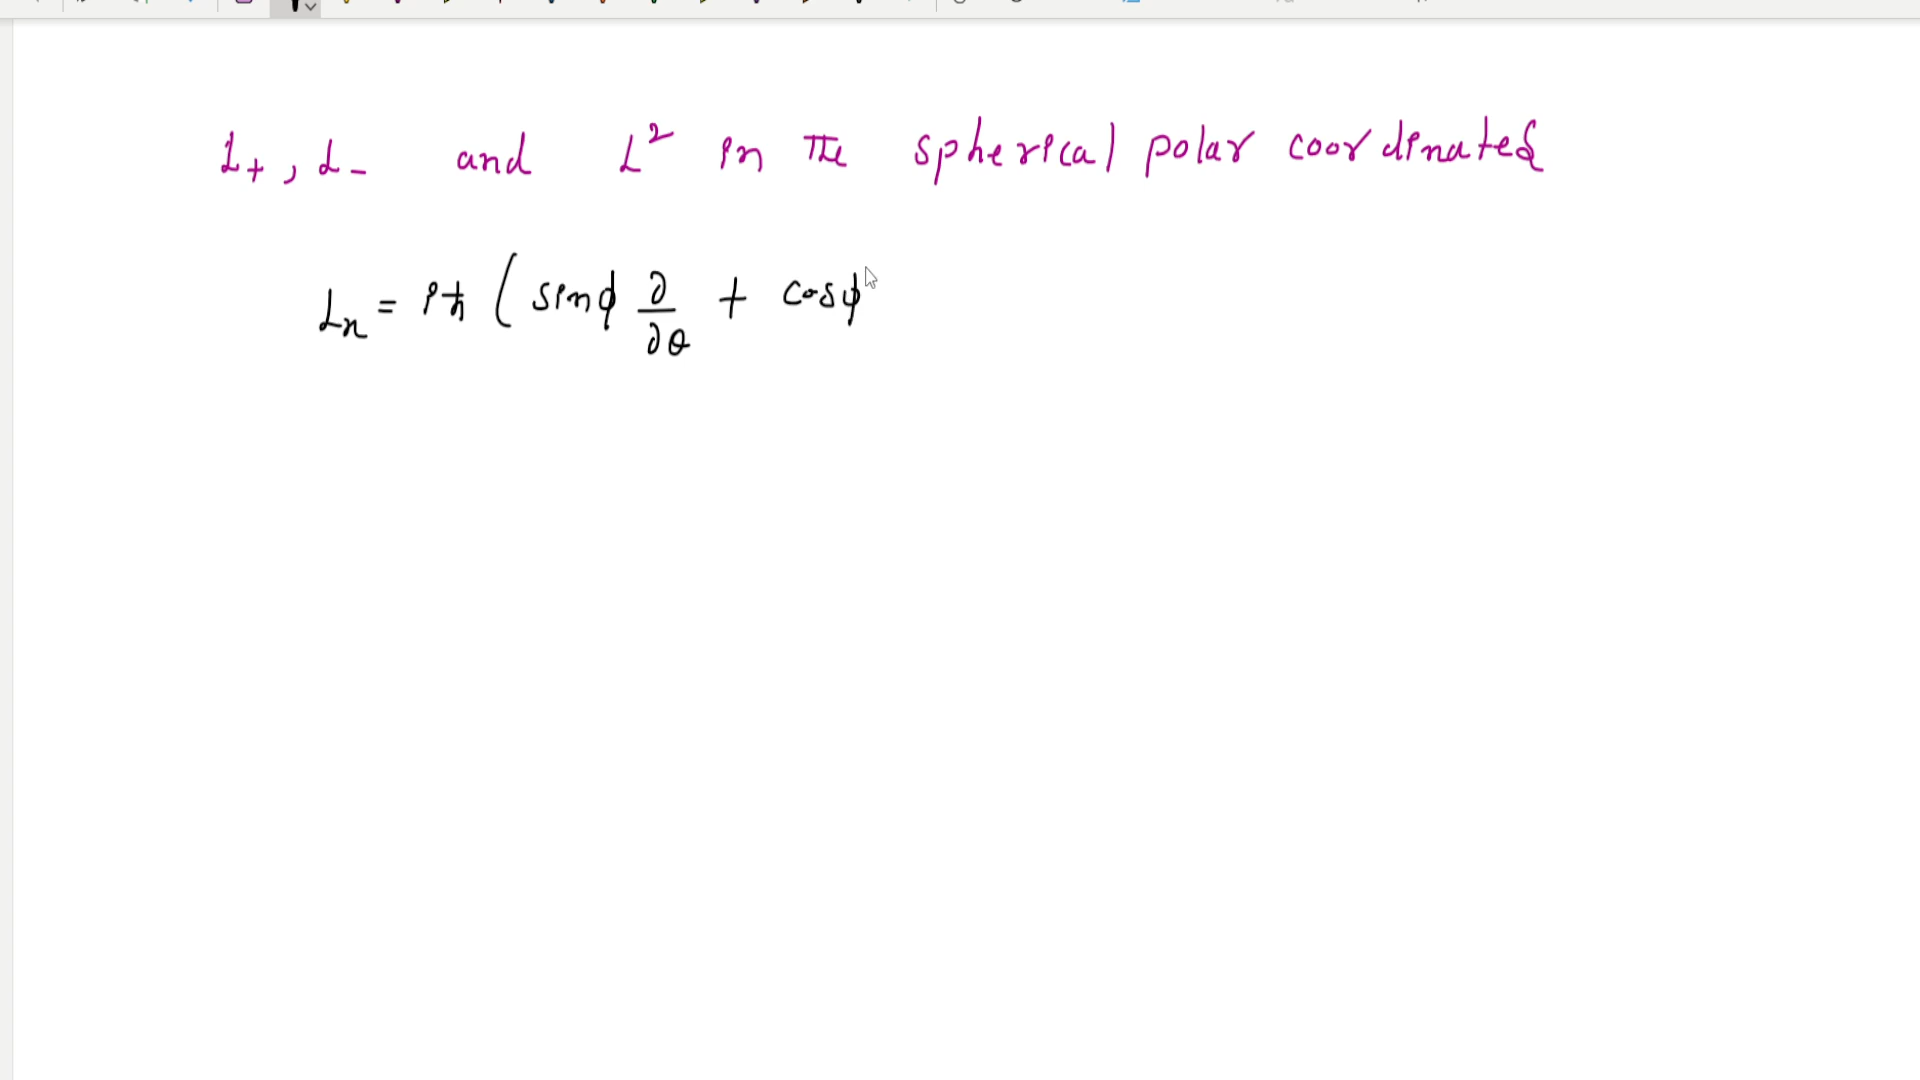 L₊, L₋ and L² in the spherical polar coordinates
Lₓ = iħ ( sinφ ∂/∂θ + cosφ